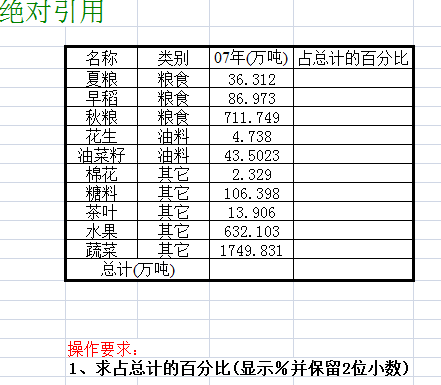 绝对引用
名称 类别 07年(万吨) 占总计的百分比
夏粮 粮食 36.312
早稻 粮食 86.973
秋粮 粮食 711.749
花生 油料 4.738
油菜籽 油料 43.5023
棉花 其它 2.329
糖料 其它 106.398
茶叶 其它 13.906
水果 其它 632.103
蔬菜 其它 1749.831
总计(万吨)
操作要求:
1、求占总计的百分比(显示%并保留2位小数)